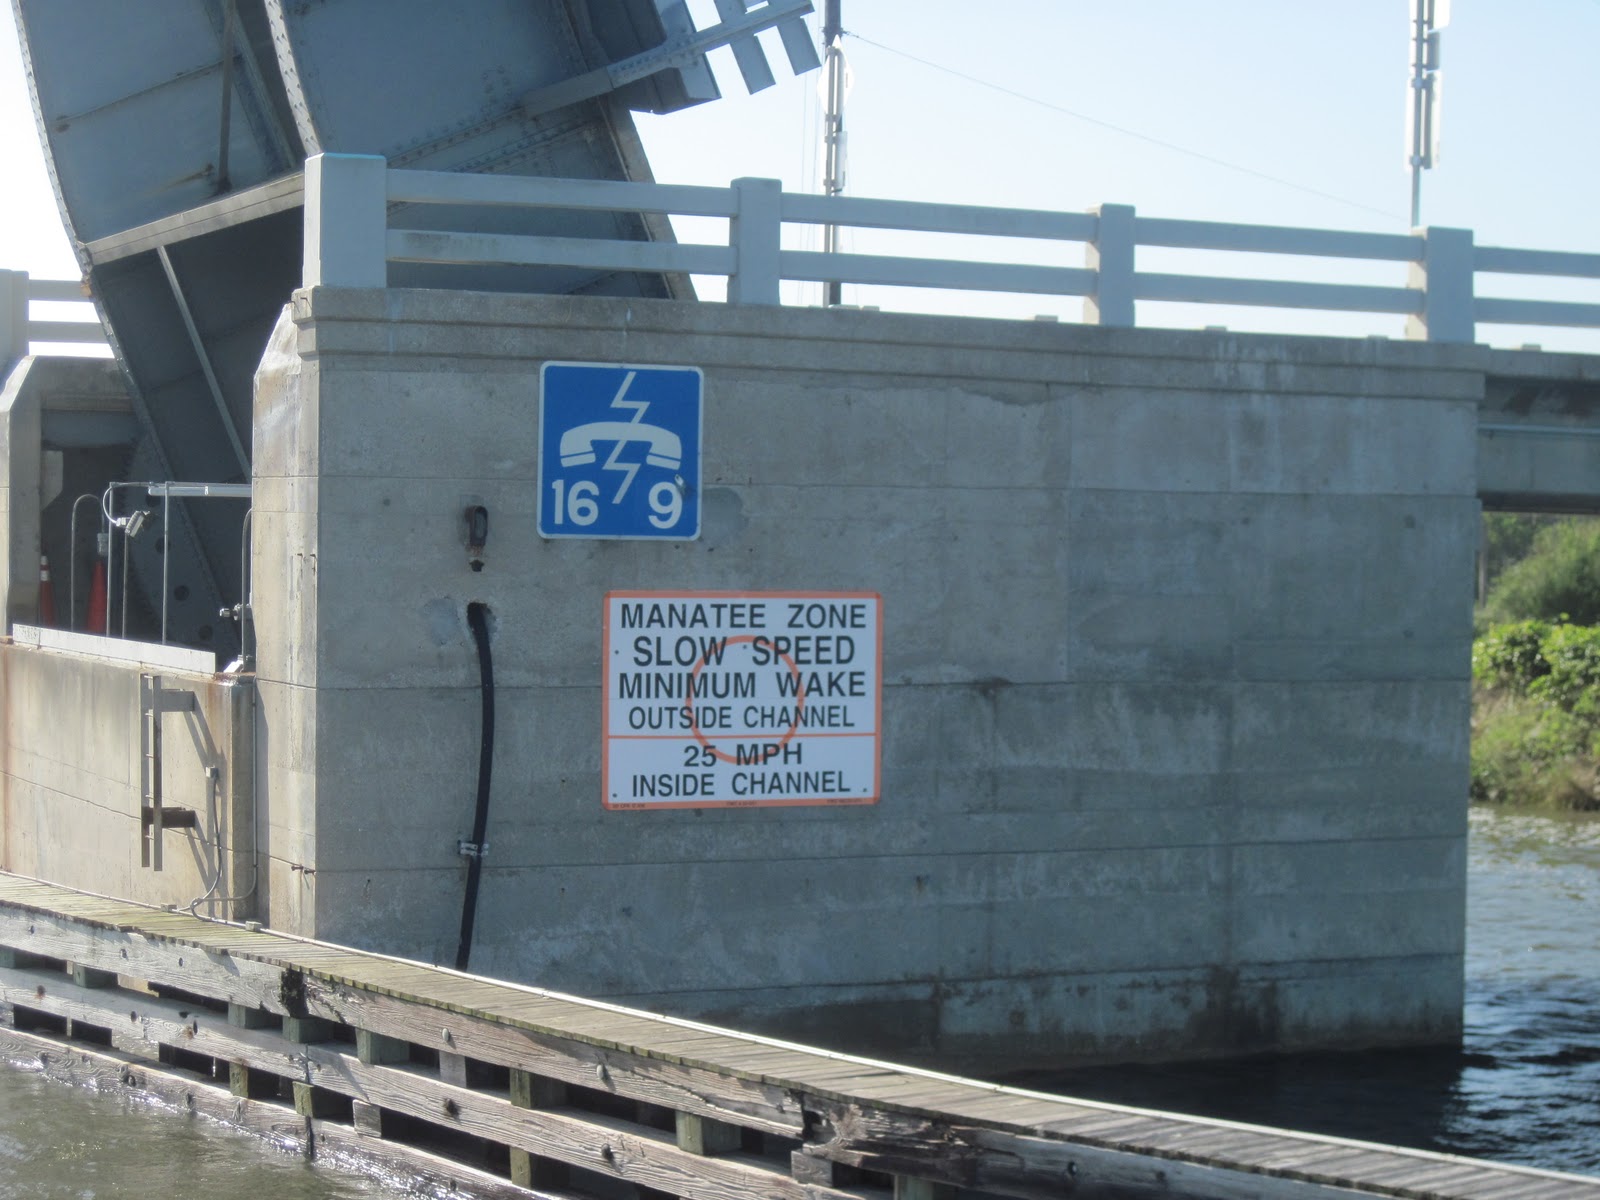 16 9
MANATEE ZONE
SLOW SPEED
MINIMUM WAKE
OUTSIDE CHANNEL
25 MPH
INSIDE CHANNEL